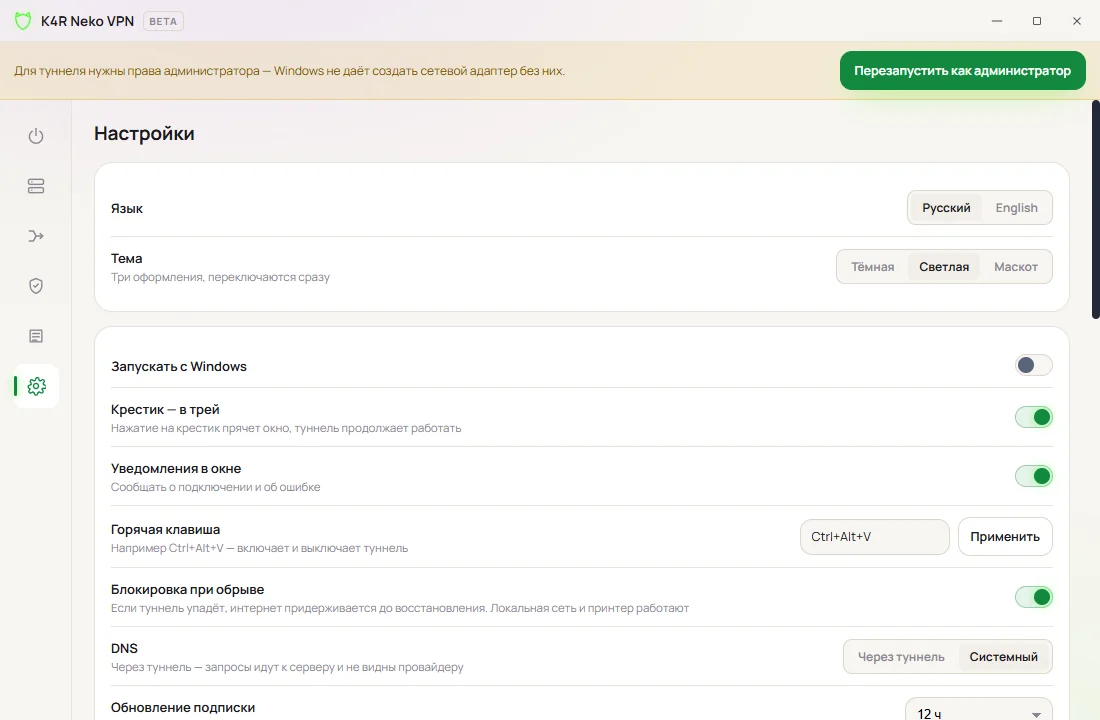 K4R Neko VPN BETA
Для туннеля нужны права администратора — Windows не даёт создать сетевой адаптер без них.
Перезапустить как администратор
Настройки
Язык
Русский English
Тема
Три оформления, переключаются сразу
Тёмная Светлая Маскот
Запускать с Windows
Крестик — в трей
Нажатие на крестик прячет окно, туннель продолжает работать
Уведомления в окне
Сообщать о подключении и об ошибке
Горячая клавиша
Например Ctrl+Alt+V — включает и выключает туннель
Ctrl+Alt+V Применить
Блокировка при обрыве
Если туннель упадёт, интернет придерживается до восстановления. Локальная сеть и принтер работают
DNS
Через туннель — запросы идут к серверу и не видны провайдеру
Через туннель Системный
Обновление подписки
12 ч